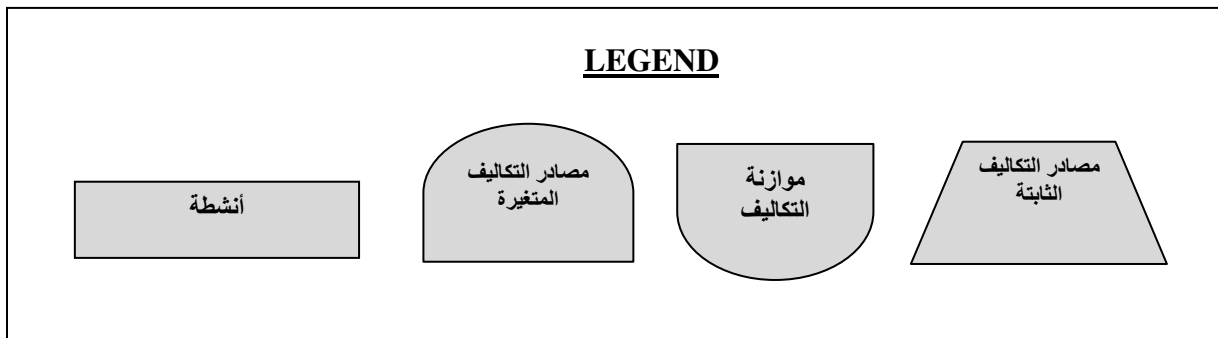 LEGEND
مصادر التكاليف
الثابتة
موازنة
التكاليف
مصادر التكاليف
المتغيرة
أنشطة